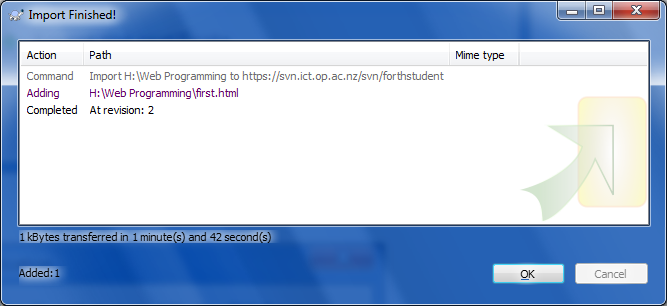 Import Finished!
Action Path Mime type
Command Import H:\Web Programming to https://svn.ict.op.ac.nz/svn/forthstudent
Adding H:\Web Programming\first.html
Completed At revision: 2
1 kBytes transferred in 1 minute(s) and 42 second(s)
Added:1
OK Cancel